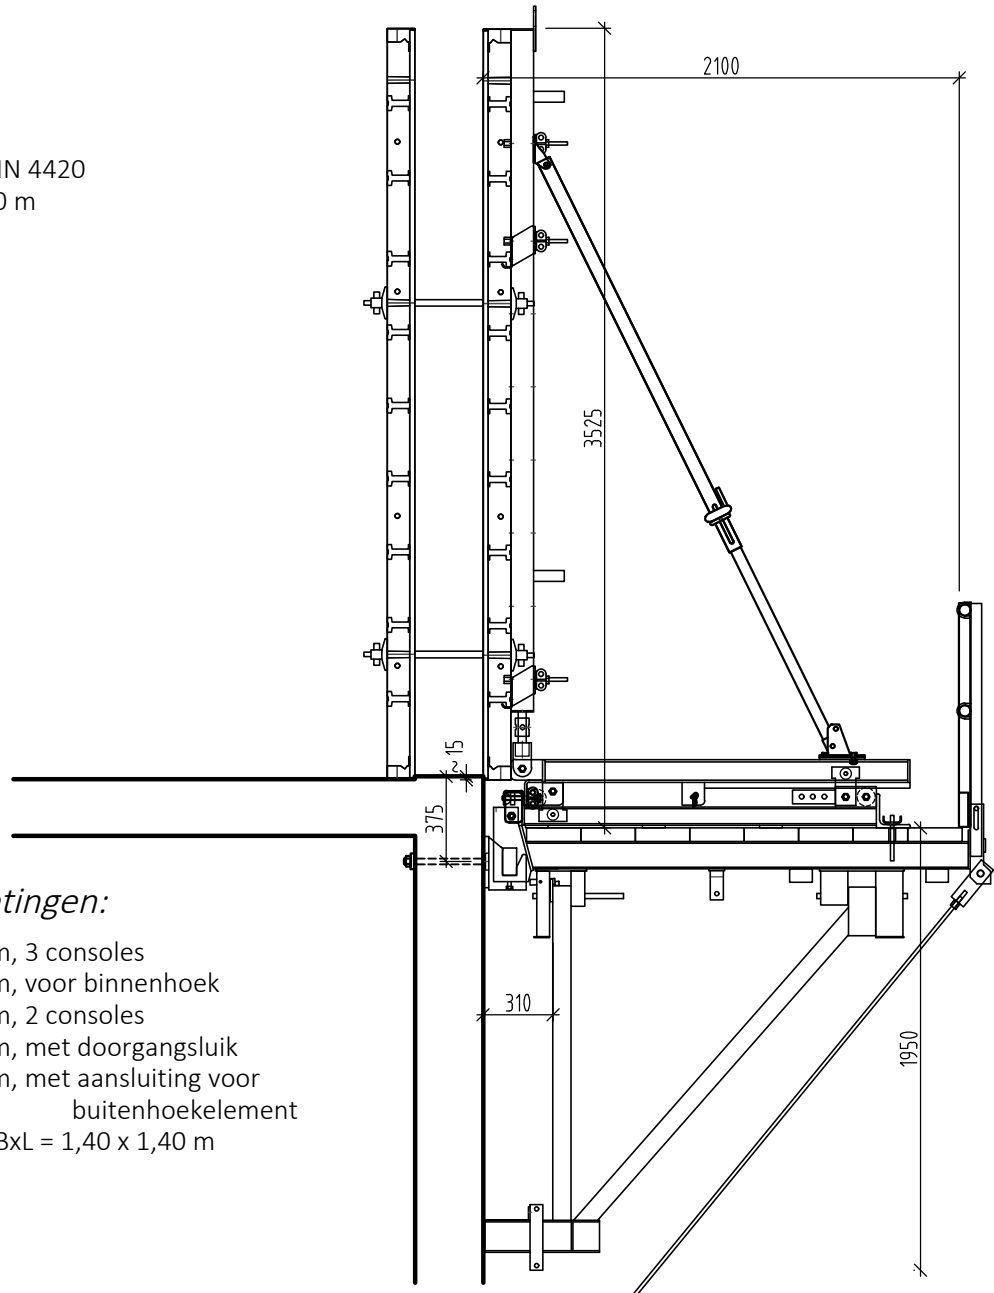 2100
IN 4420
0 m
3525
~15
375
tingen:
m, 3 consoles
m, voor binnenhoek
m, 2 consoles
m, met doorgangsluik
m, met aansluiting voor
buitenhoekelement
BxL = 1,40 x 1,40 m
310
1950